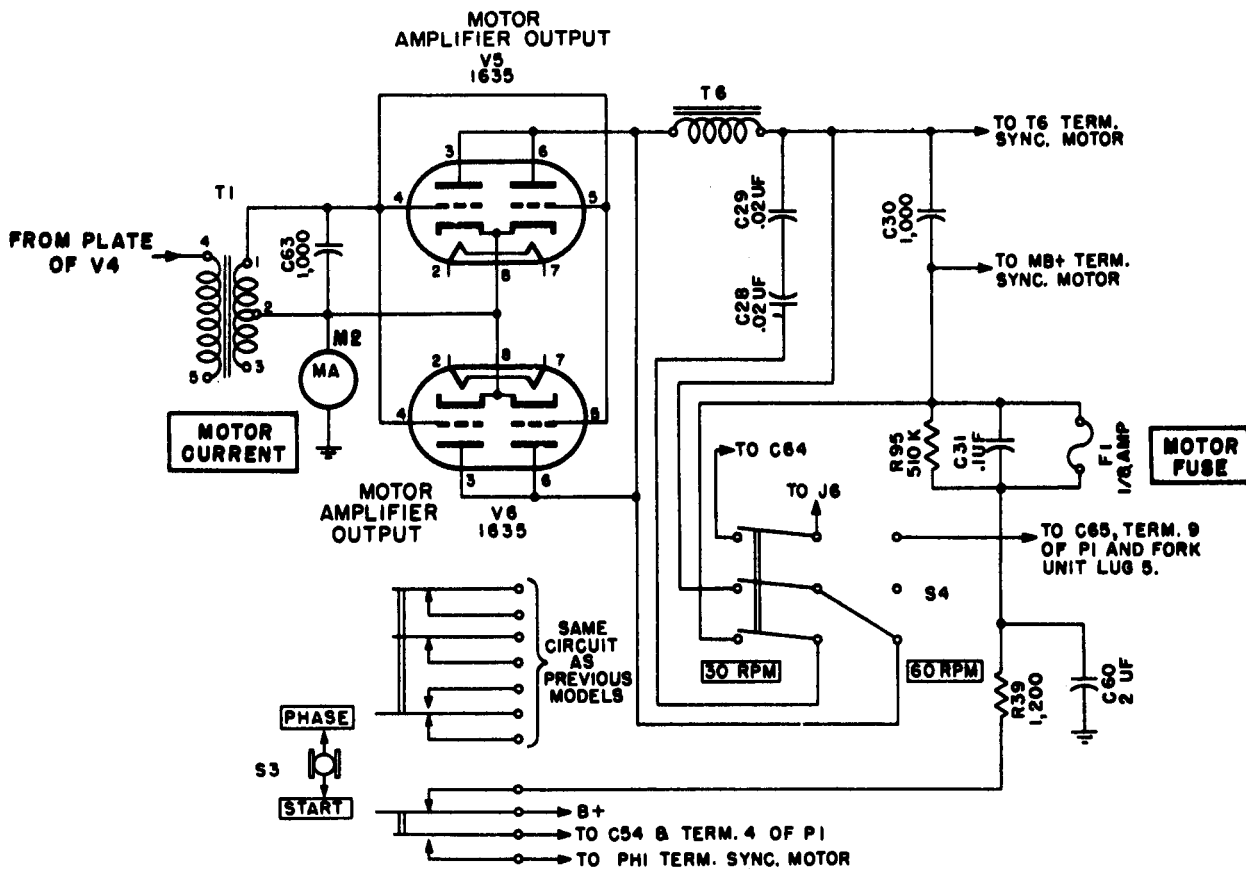 MOTOR
AMPLIFIER OUTPUT
V5
1635
T6
TO T6 TERM.
SYNC. MOTOR
3
6
T1
4
5
C29
.02UF
C30
1,000
FROM PLATE
OF V4
4
1
C63
1,000
2
8
7
TO MB+ TERM.
SYNC. MOTOR
2
C28
.02UF
M2
2
8
7
5
3
MA
MOTOR
CURRENT
4
5
TO C64
R95
510K
C31
.1UF
F1
1/8 AMP
MOTOR
FUSE
3
6
MOTOR
AMPLIFIER
OUTPUT
V6
1635
TO J6
TO C65, TERM. 9
OF P1 AND FORK
UNIT LUG 5.
S4
SAME
CIRCUIT
AS
PREVIOUS
MODELS
30 RPM
60 RPM
R39
1,200
C60
2 UF
PHASE
S3
START
B+
TO C54 & TERM. 4 OF P1
TO PH1 TERM. SYNC. MOTOR